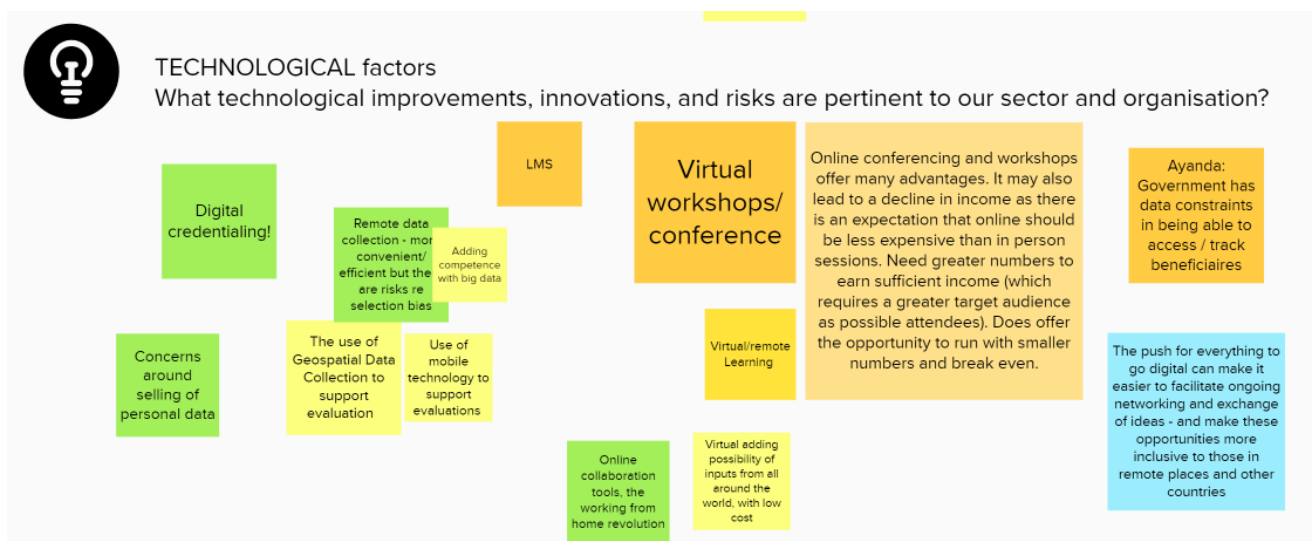 TECHNOLOGICAL factors
What technological improvements, innovations, and risks are pertinent to our sector and organisation?
Digital
credentialing!
Remote data
collection - mor
convenient/
efficient but the
are risks re
selection bias
Adding
competence
with big data
LMS
Virtual
workshops/
conference
Online conferencing and workshops
offer many advantages. It may also
lead to a decline in income as there
is an expectation that online should
be less expensive than in person
sessions. Need greater numbers to
earn sufficient income (which
requires a greater target audience
as possible attendees). Does offer
the opportunity to run with smaller
numbers and break even.
Ayanda:
Government has
data constraints
in being able to
access / track
beneficiaires
Concerns
around
selling of
personal data
The use of
Geospatial Data
Collection to
support
evaluation
Use of
mobile
technology to
support
evaluations
Virtual/remote
Learning
The push for everything to
go digital can make it
easier to facilitate ongoing
networking and exchange
of ideas - and make these
opportunities more
inclusive to those in
remote places and other
countries
Online
collaboration
tools, the
working from
home revolution
Virtual adding
possibility of
inputs from all
around the
world, with low
cost